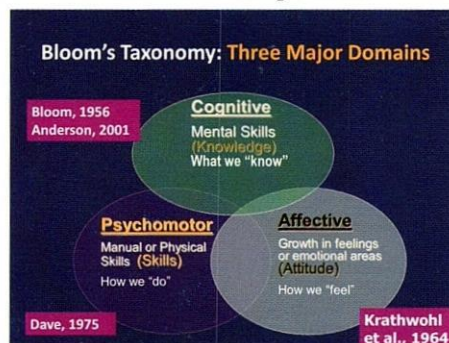 Bloom's Taxonomy: Three Major Domains
Bloom, 1956
Anderson, 2001
Cognitive
Mental Skills
(Knowledge)
What we "know"
Psychomotor
Manual or Physical
Skills (Skills)
How we "do"
Affective
Growth in feelings
or emotional areas
(Attitude)
How we "feel"
Dave, 1975
Krathwohl
et al., 1964